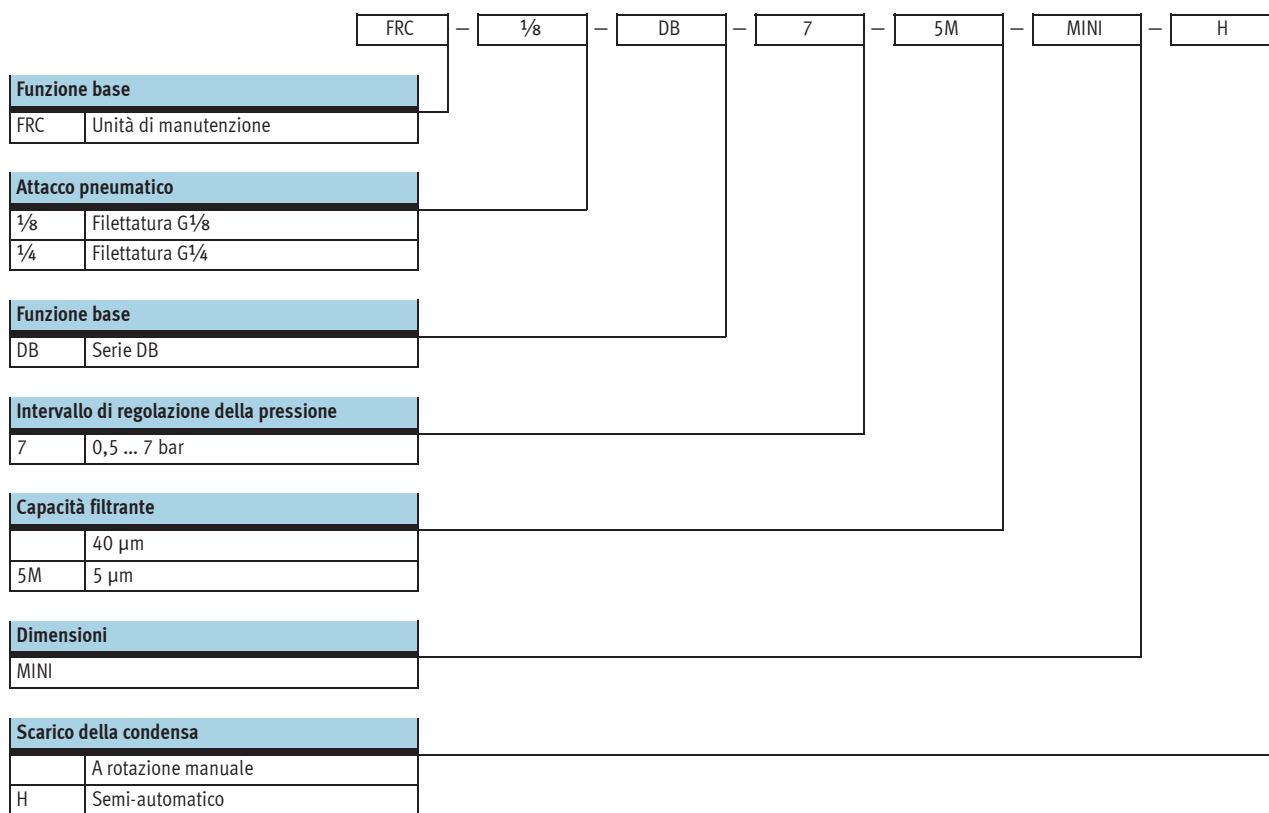 FRC – 1/8 – DB – 7 – 5M – MINI – H
Funzione base
FRC Unità di manutenzione
Attacco pneumatico
1/8 Filettatura G1/8
1/4 Filettatura G1/4
Funzione base
DB Serie DB
Intervallo di regolazione della pressione
7 0,5 ... 7 bar
Capacità filtrante
40 µm
5M 5 µm
Dimensioni
MINI
Scarico della condensa
A rotazione manuale
H Semi-automatico